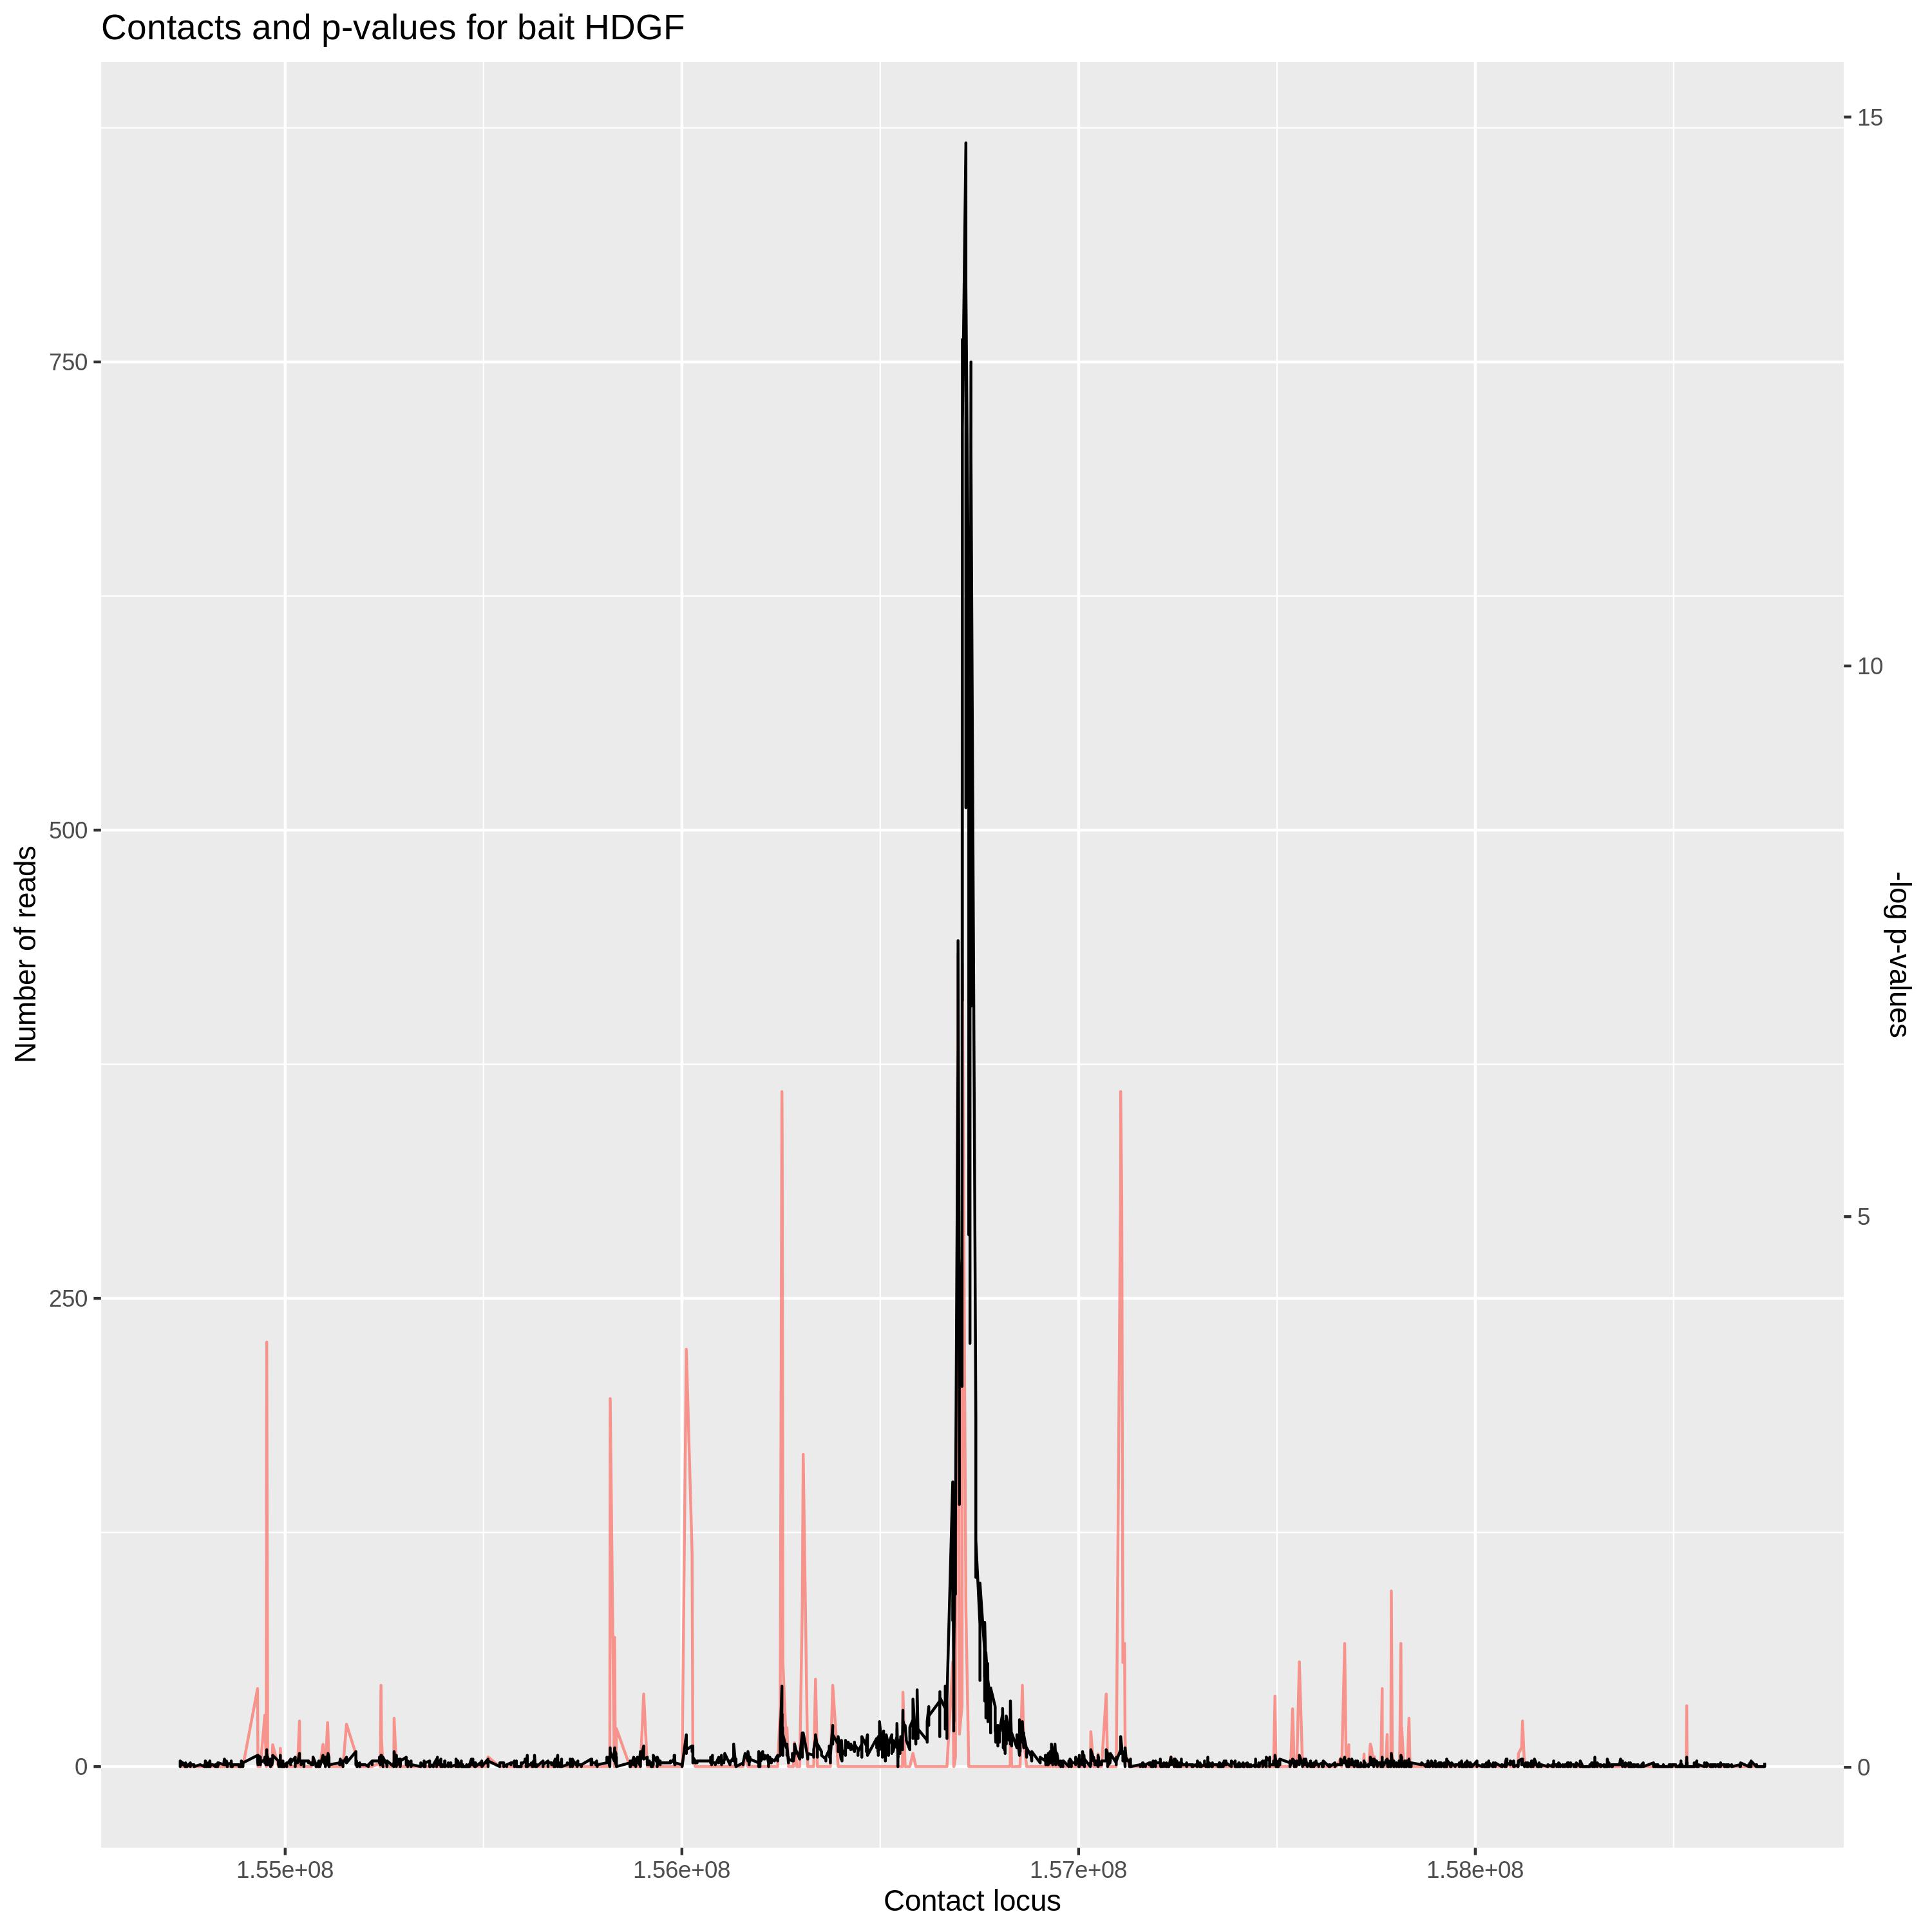 Contacts and p-values for bait HDGF
15
750
10
500
Number of reads
-log p-values
5
250
0
0
1.55e+08
1.56e+08
1.57e+08
1.58e+08
Contact locus